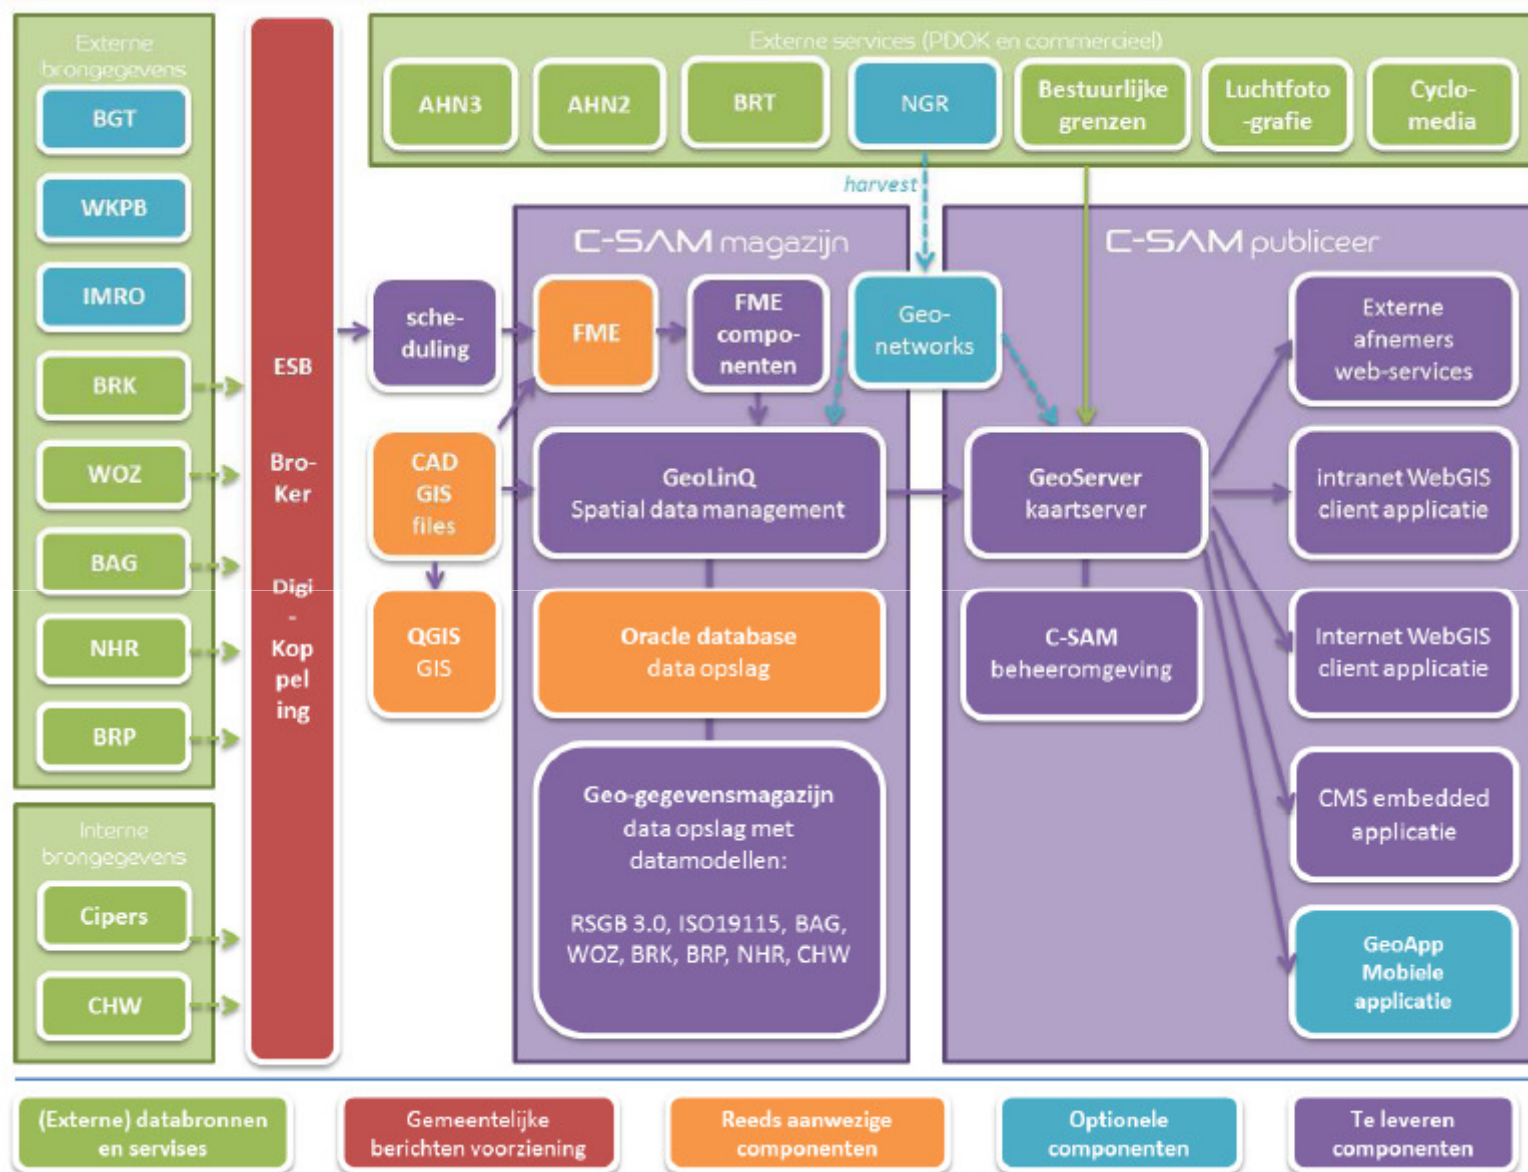 Externe
brongegevens
BGT
WKPB
IMRO
BRK
WOZ
BAG
NHR
BRP
Interne
brongegevens
Cipers
CHW
ESB
Bro-
Ker
Digi
-
Kop
pel
ing
Externe services (PDOK en commercieel)
AHN3
AHN2
BRT
NGR
Bestuurlijke
grenzen
Luchtfoto
-grafie
Cyclo-
media
harvest
sche-
duling
CAD
GIS
files
QGIS
GIS
C-SAM magazijn
FME
FME
compo-
nenten
Geo-
networks
GeoLinQ
Spatial data management
Oracle database
data opslag
Geo-gegevensmagazijn
data opslag met
datamodellen:
RSGB 3.0, ISO19115, BAG,
WOZ, BRK, BRP, NHR, CHW
C-SAM publiceer
GeoServer
kaartserver
C-SAM
beheeromgeving
Externe
afnemers
web-services
intranet WebGIS
client applicatie
Internet WebGIS
client applicatie
CMS embedded
applicatie
GeoApp
Mobiele
applicatie
(Externe) databronnen
en servises
Gemeentelijke
berichten voorziening
Reeds aanwezige
componenten
Optionele
componenten
Te leveren
componenten